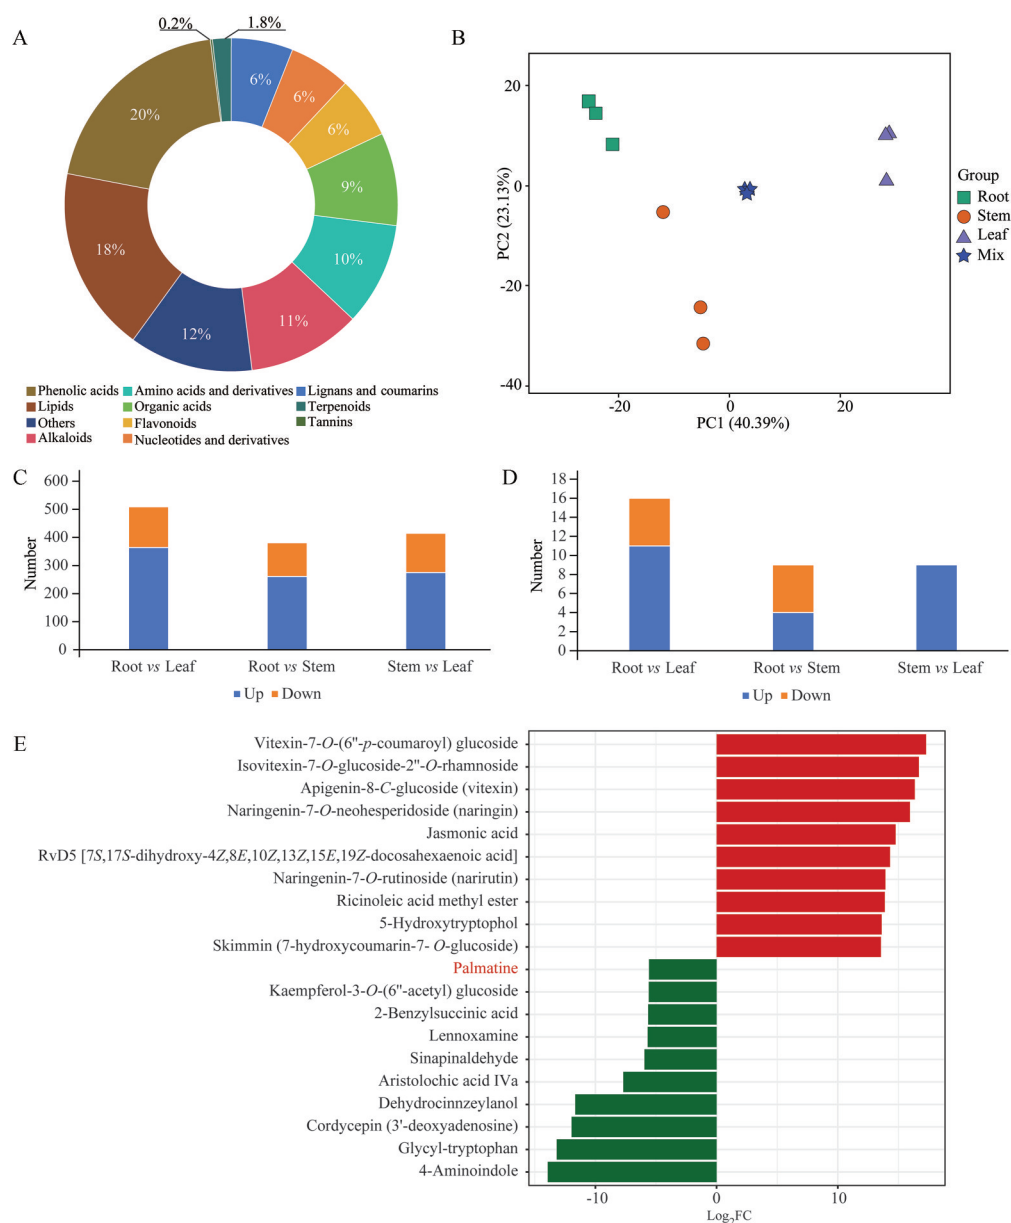 A
0.2%
1.8%
6%
6%
6%
9%
10%
11%
12%
18%
20%
Phenolic acids
Lipids
Others
Alkaloids
Amino acids and derivatives
Organic acids
Flavonoids
Nucleotides and derivatives
Lignans and coumarins
Terpenoids
Tannins
B
PC2 (23.13%)
20
0
-20
-40
-20
0
20
PC1 (40.39%)
Group
Root
Stem
Leaf
Mix
C
Number
600
500
400
300
200
100
0
Root vs Leaf
Root vs Stem
Stem vs Leaf
Up
Down
D
Number
18
16
14
12
10
8
6
4
2
0
Root vs Leaf
Root vs Stem
Stem vs Leaf
Up
Down
E
Vitexin-7-O-(6"-p-coumaroyl) glucoside
Isovitexin-7-O-glucoside-2"-O-rhamnoside
Apigenin-8-C-glucoside (vitexin)
Naringenin-7-O-neohesperidoside (naringin)
Jasmonic acid
RvD5 [7S,17S-dihydroxy-4Z,8E,10Z,13Z,15E,19Z-docosahexaenoic acid]
Naringenin-7-O-rutinoside (narirutin)
Ricinoleic acid methyl ester
5-Hydroxytryptophol
Skimmin (7-hydroxycoumarin-7- O-glucoside)
Palmatine
Kaempferol-3-O-(6"-acetyl) glucoside
2-Benzylsuccinic acid
Lennoxamine
Sinapinaldehyde
Aristolochic acid IVa
Dehydrocinnzeylanol
Cordycepin (3'-deoxyadenosine)
Glycyl-tryptophan
4-Aminoindole
-10
0
10
Log₂FC